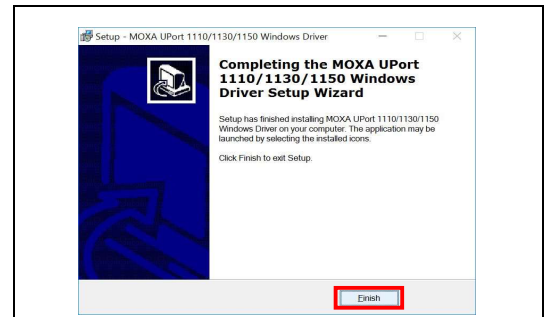 Setup - MOXA UPort 1110/1130/1150 Windows Driver
Completing the MOXA UPort
1110/1130/1150 Windows
Driver Setup Wizard
Setup has finished installing MOXA UPort 1110/1130/1150
Windows Driver on your computer. The application may be
launched by selecting the installed icons.
Click Finish to exit Setup.
Finish